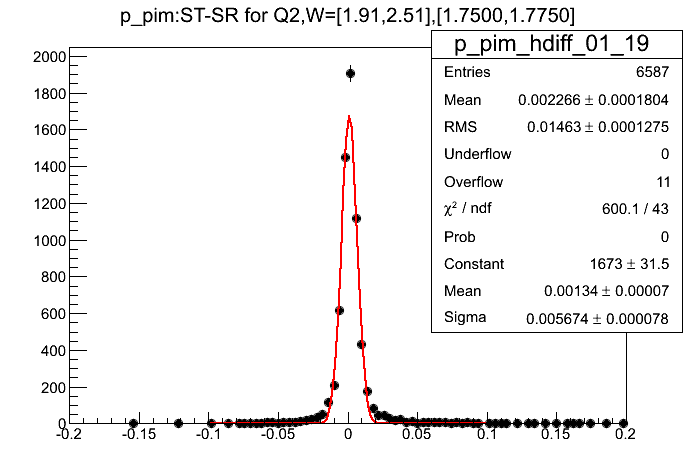 p_pim:ST-SR for Q2,W=[1.91,2.51],[1.7500,1.7750]
p_pim_hdiff_01_19
Entries 6587
Mean 0.002266 ± 0.0001804
RMS 0.01463 ± 0.0001275
Underflow 0
Overflow 11
χ² / ndf 600.1 / 43
Prob 0
Constant 1673 ± 31.5
Mean 0.00134 ± 0.00007
Sigma 0.005674 ± 0.000078
2000
1800
1600
1400
1200
1000
800
600
400
200
0
-0.2 -0.15 -0.1 -0.05 0 0.05 0.1 0.15 0.2